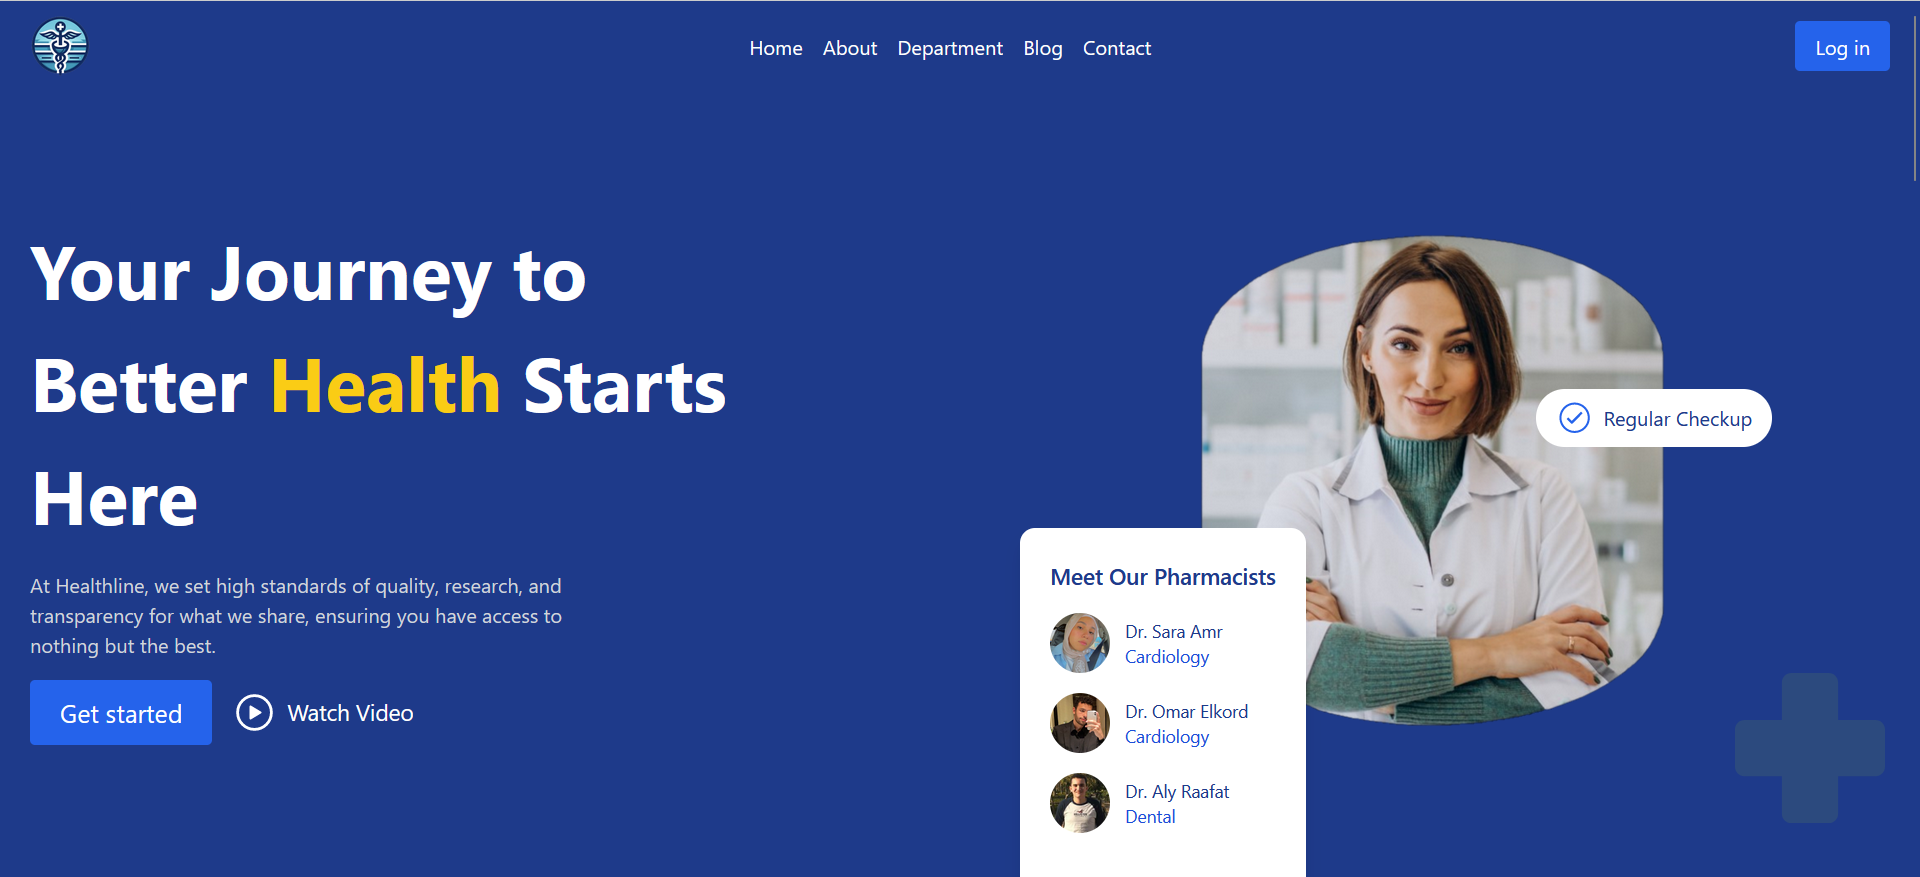 Home About Department Blog Contact
Log in
Your Journey to
Better Health Starts
Here
At Healthline, we set high standards of quality, research, and
transparency for what we share, ensuring you have access to
nothing but the best.
Get started
Watch Video
Regular Checkup
Meet Our Pharmacists
Dr. Sara Amr
Cardiology
Dr. Omar Elkord
Cardiology
Dr. Aly Raafat
Dental